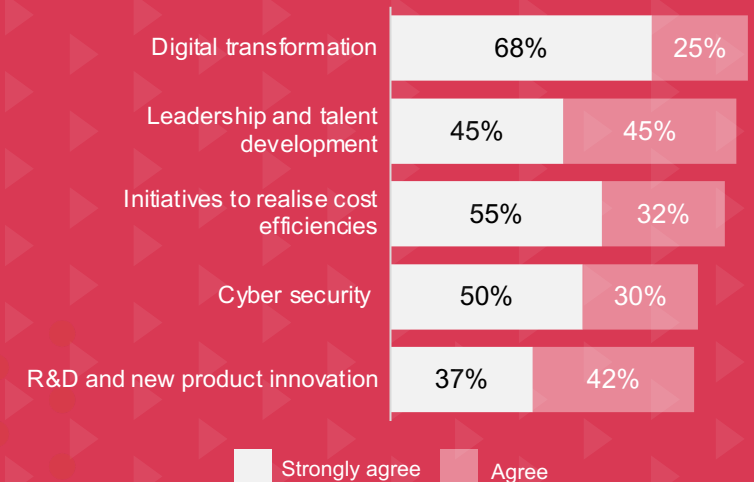 Digital transformation 68% 25%
Leadership and talent
development 45% 45%
Initiatives to realise cost
efficiencies 55% 32%
Cyber security 50% 30%
R&D and new product innovation 37% 42%
Strongly agree Agree